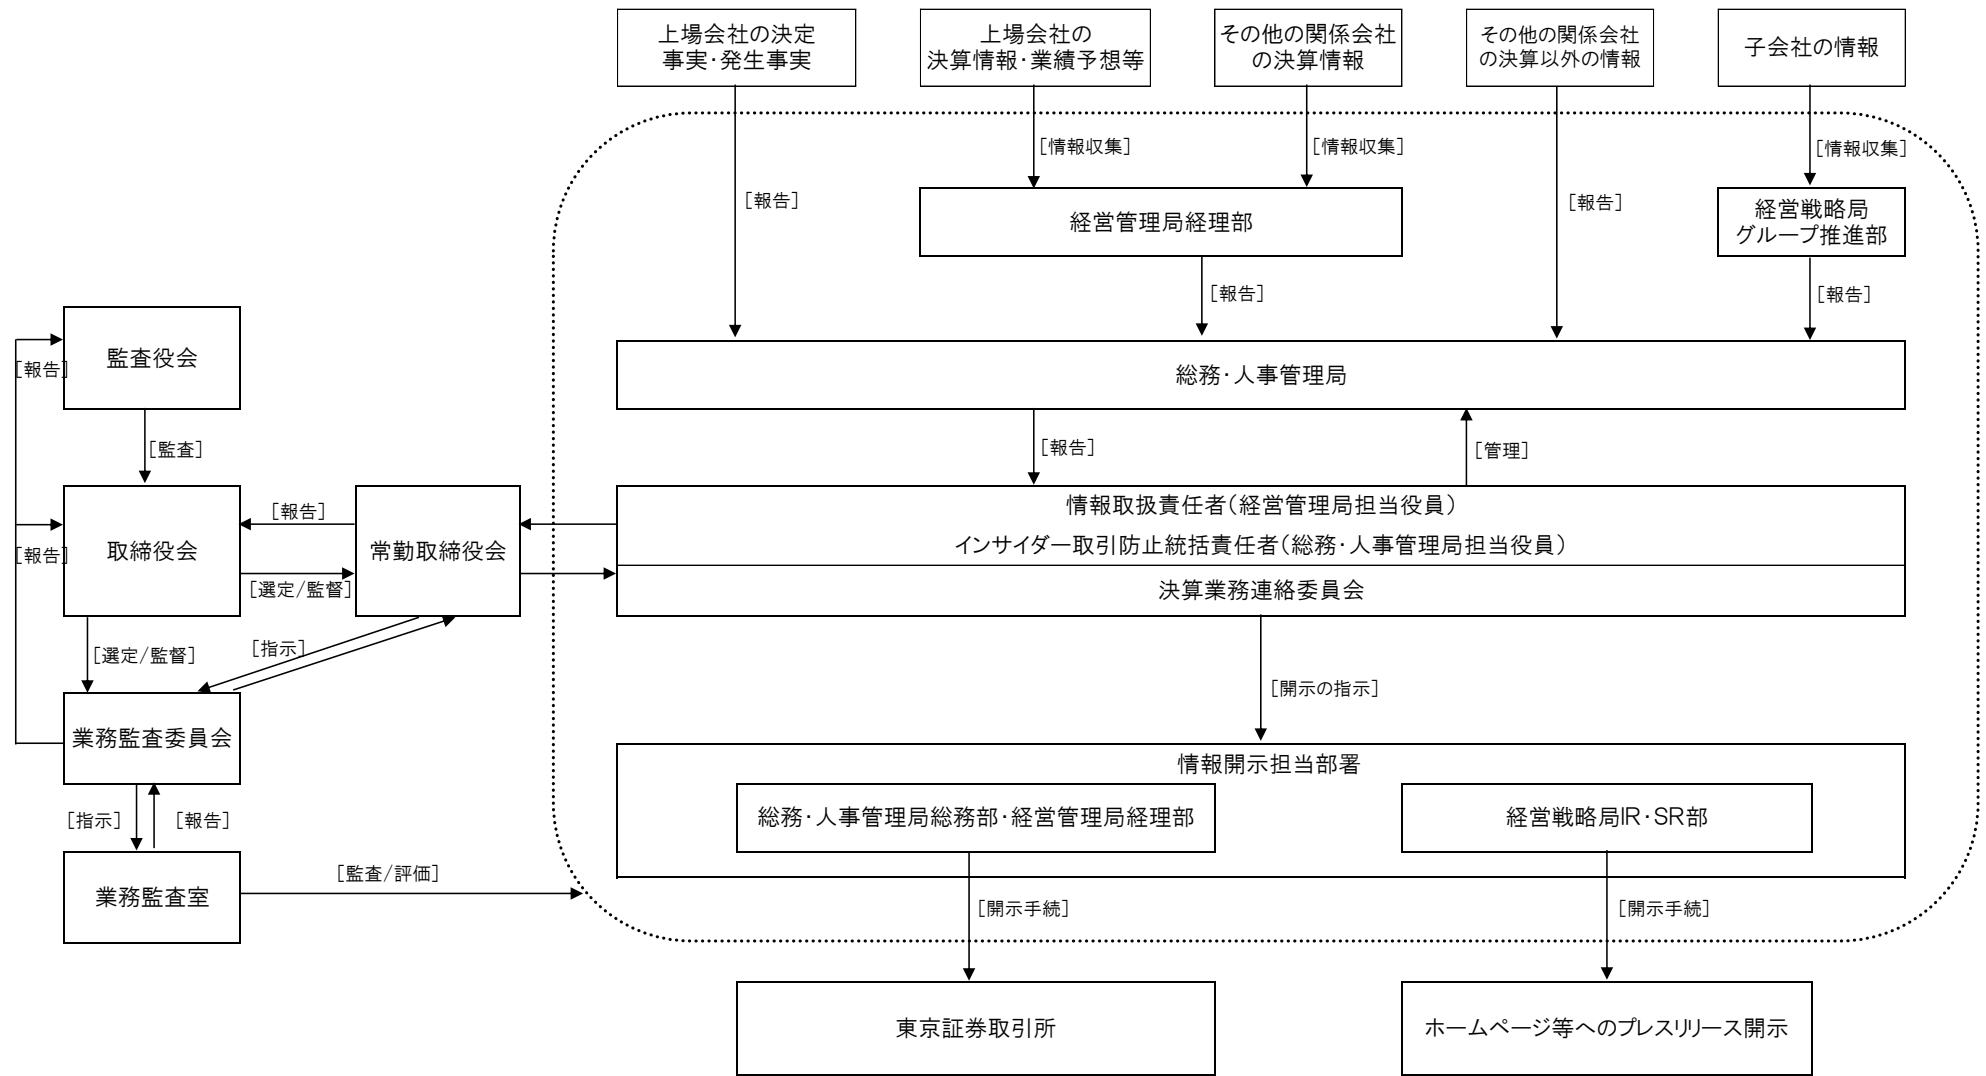 上場会社の決定
事実・発生事実
上場会社の
決算情報・業績予想等
その他の関係会社
の決算情報
その他の関係会社
の決算以外の情報
子会社の情報
[情報収集]
[情報収集]
[情報収集]
[報告]
[報告]
経営管理局経理部
経営戦略局
グループ推進部
[報告]
[報告]
監査役会
[報告]
総務・人事管理局
[監査]
[報告]
[管理]
取締役会
[報告]
[報告]
[選定/監督]
常勤取締役会
情報取扱責任者（経営管理局担当役員）
インサイダー取引防止統括責任者（総務・人事管理局担当役員）
決算業務連絡委員会
[選定/監督]
[指示]
[開示の指示]
業務監査委員会
情報開示担当部署
総務・人事管理局総務部・経営管理局経理部
経営戦略局IR・SR部
[指示]
[報告]
業務監査室
[監査/評価]
[開示手続]
[開示手続]
東京証券取引所
ホームページ等へのプレスリリース開示